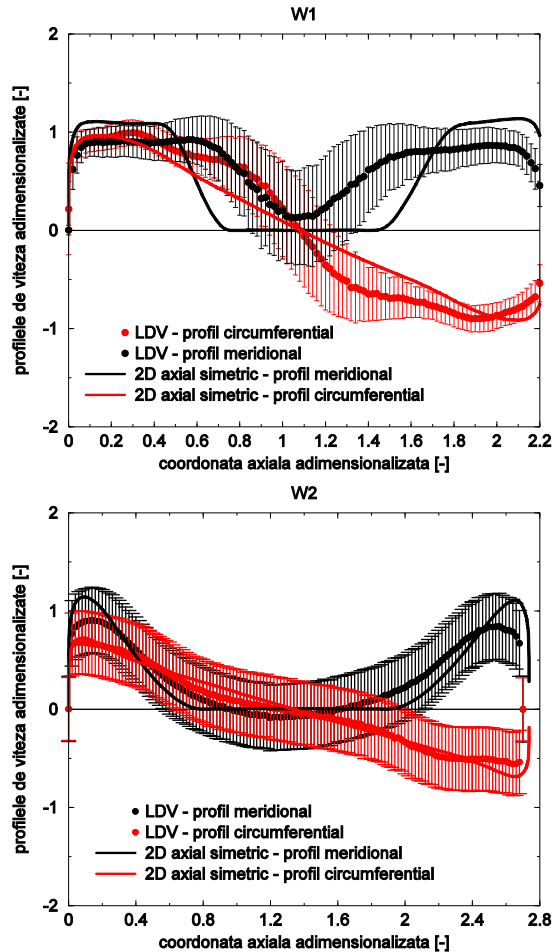 W1
profilele de viteza adimensionalizate [-]
2
1
0
-1
-2
LDV - profil circumferential
LDV - profil meridional
2D axial simetric - profil meridional
2D axial simetric - profil circumferential
0 0.2 0.4 0.6 0.8 1 1.2 1.4 1.6 1.8 2 2.2
coordonata axiala adimensionalizata [-]
W2
profilele de viteza adimensionalizate [-]
2
1
0
-1
-2
LDV - profil meridional
LDV - profil circumferential
2D axial simetric - profil meridional
2D axial simetric - profil circumferential
0 0.4 0.8 1.2 1.6 2 2.4 2.8
coordonata axiala adimensionalizata [-]